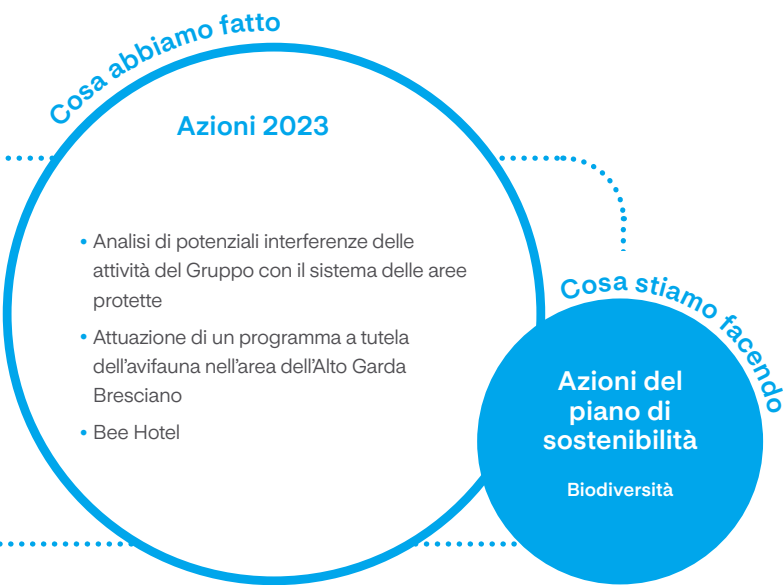 Cosa abbiamo fatto
Azioni 2023
• Analisi di potenziali interferenze delle
attività del Gruppo con il sistema delle aree
protette
• Attuazione di un programma a tutela
dell’avifauna nell’area dell’Alto Garda
Bresciano
• Bee Hotel
Cosa stiamo facendo
Azioni del
piano di
sostenibilità
Biodiversità